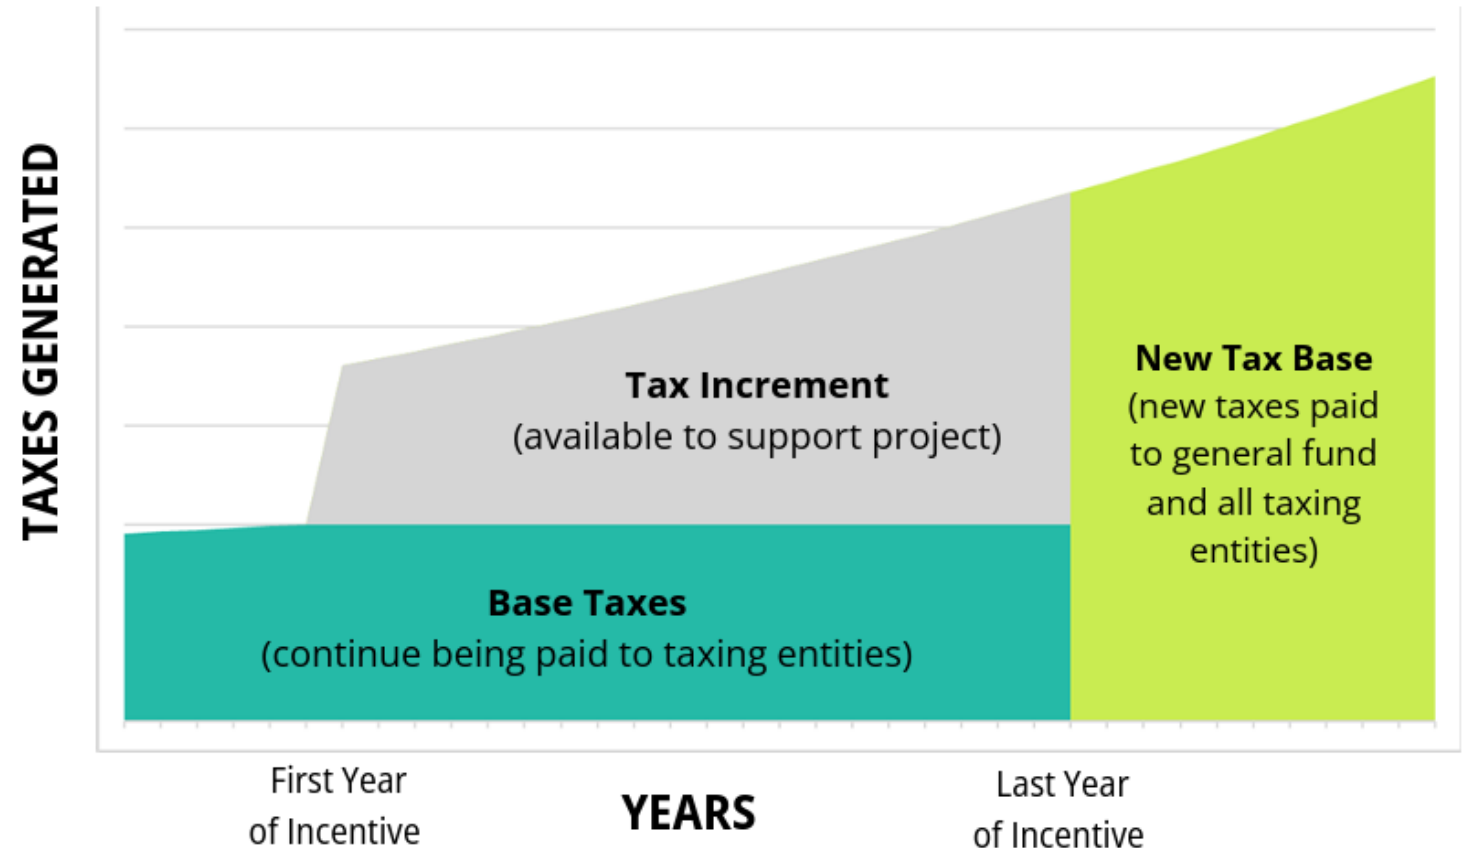 TAXES GENERATED
Tax Increment
(available to support project)
New Tax Base
(new taxes paid
to general fund
and all taxing
entities)
Base Taxes
(continue being paid to taxing entities)
First Year
of Incentive
YEARS
Last Year
of Incentive